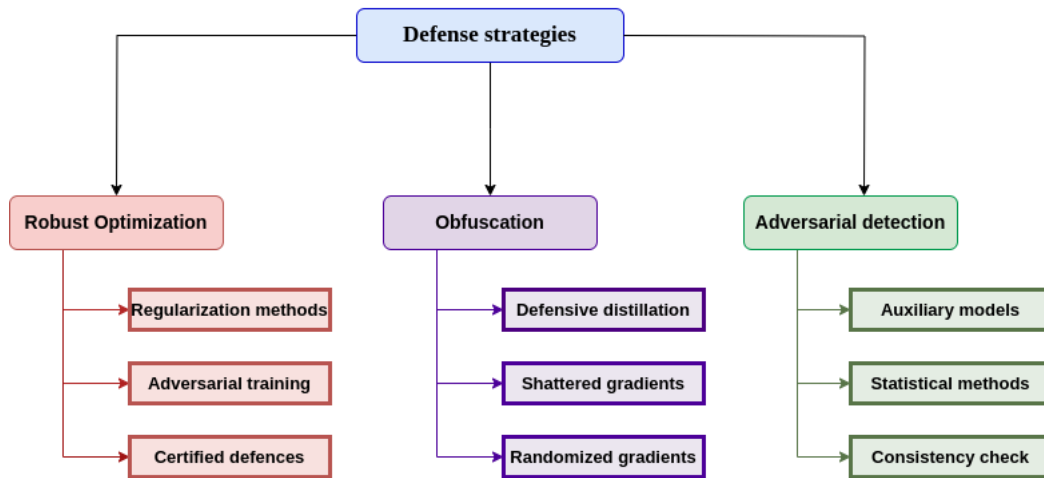 Defense strategies
Robust Optimization
Obfuscation
Adversarial detection
Regularization methods
Defensive distillation
Auxiliary models
Adversarial training
Shattered gradients
Statistical methods
Certified defences
Randomized gradients
Consistency check